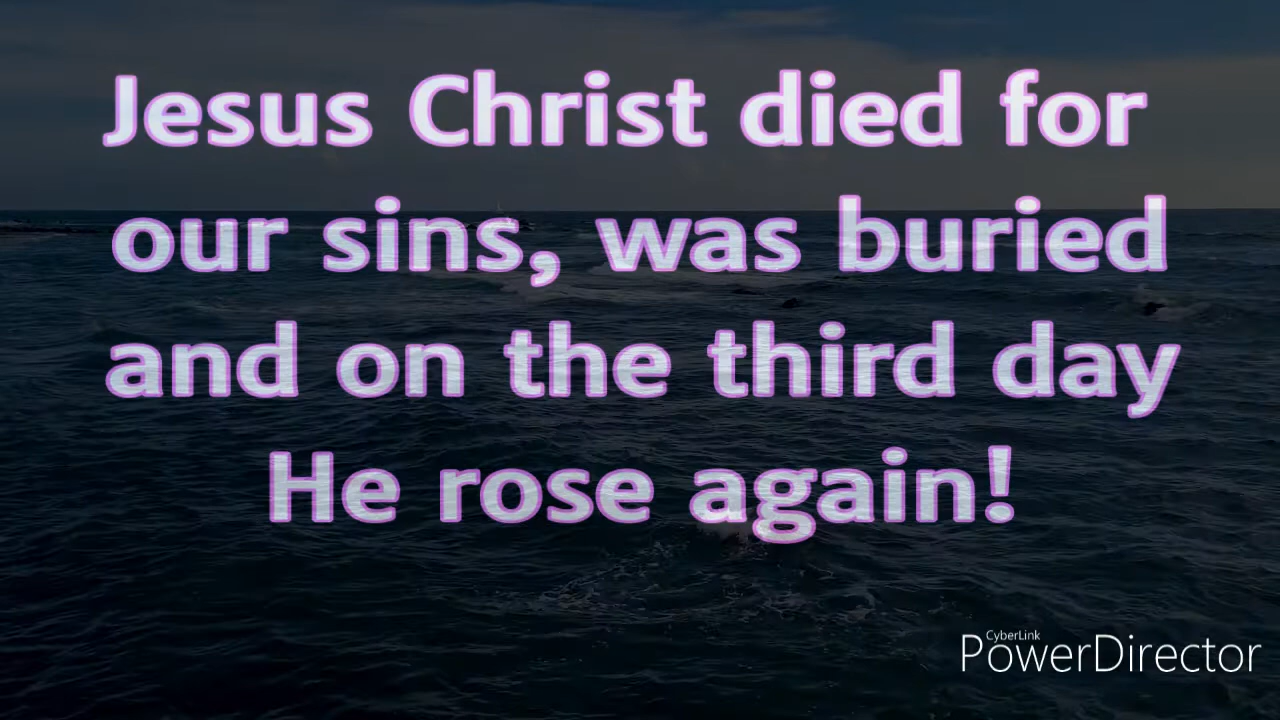 Jesus Christ died for
our sins, was buried
and on the third day
He rose again!
CyberLink
PowerDirector